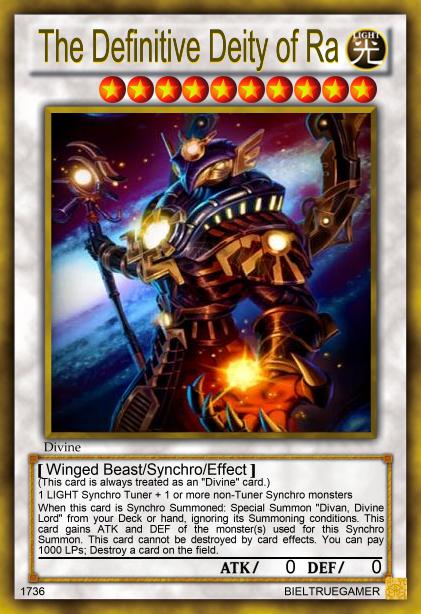 The Definitive Deity of Ra
LIGHT
光
Divine
[ Winged Beast/Synchro/Effect ]
(This card is always treated as an "Divine" card.)
1 LIGHT Synchro Tuner + 1 or more non-Tuner Synchro monsters
When this card is Synchro Summoned: Special Summon "Divan, Divine
Lord" from your Deck or hand, ignoring its Summoning conditions. This
card gains ATK and DEF of the monster(s) used for this Synchro
Summon. This card cannot be destroyed by card effects. You can pay
1000 LPs; Destroy a card on the field.
ATK/ 0 DEF/ 0
1736 BIELTRUEGAMER